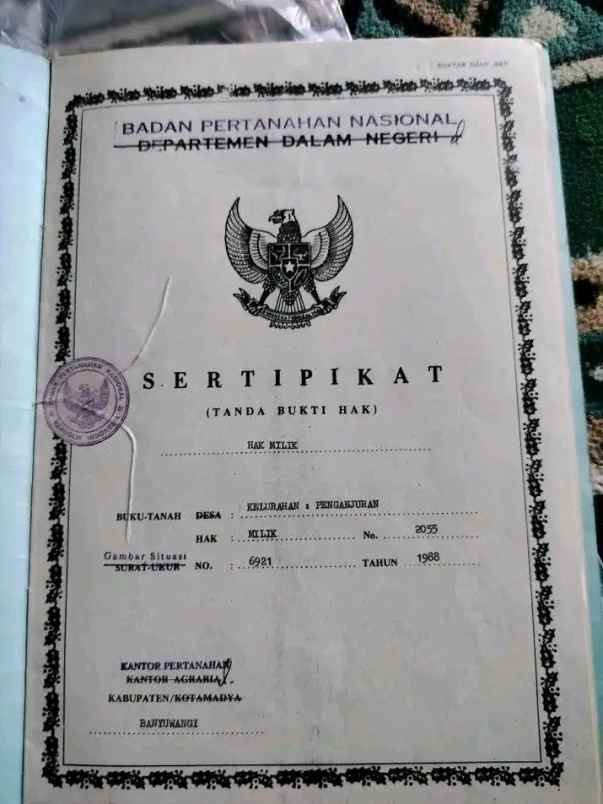 BADAN PERTANAHAN NASIONAL
DEPARTEMEN DALAM NEGERI
SERTIPIKAT
(TANDA BUKTI HAK)
HAK MILIK
BUKU-TANAH DESA : KELURAHAN : PENGANJURAN
HAK : MILIK No. 2055
Gambar Situasi
SURAT-UKUR NO. : 6921 TAHUN 1988
KANTOR PERTANAHAN
KANTOR AGRARIA
KABUPATEN/KOTAMADYA
BANYUWANGI